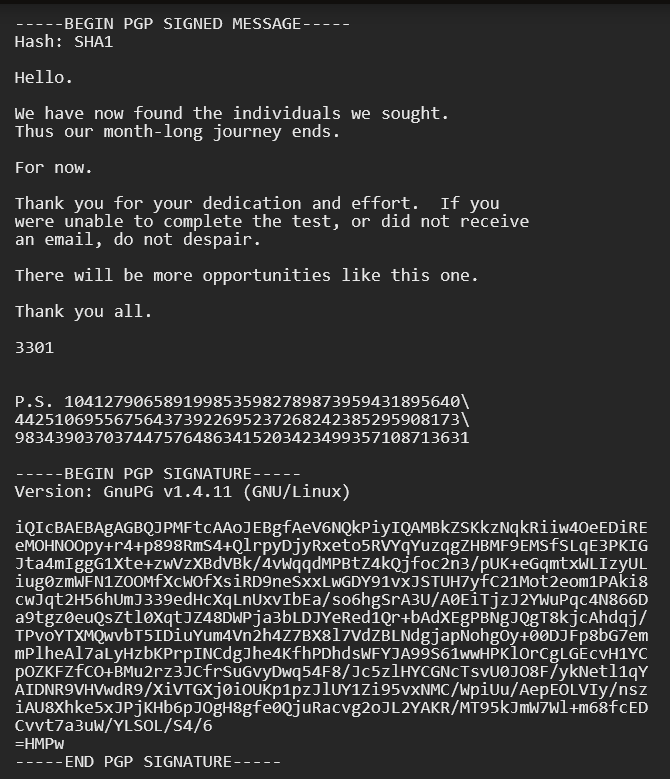 -----BEGIN PGP SIGNED MESSAGE-----
Hash: SHA1
Hello.
We have now found the individuals we sought.
Thus our month-long journey ends.
For now.
Thank you for your dedication and effort.  If you
were unable to complete the test, or did not receive
an email, do not despair.
There will be more opportunities like this one.
Thank you all.
3301
P.S. 1041279065891998535982789873959431895640\
442510695567564373922695237268242385295908173\
9834390370374475764863415203423499357108713631
-----BEGIN PGP SIGNATURE-----
Version: GnuPG v1.4.11 (GNU/Linux)
iQIcBAEBAgAGBQJPMFtcAAoJEBgfAeV6NQkPiyIQAMBkZSKkzNqkRiiw4OeEDiRE
eMOHNOOpy+r4+p898RmS4+QlrpyDjyRxeto5RVYqYuzqgZHBMF9EMSfSLqE3PKIG
Jta4mIggG1Xte+zwVzXBdVBk/4vWqqdMPBtZ4kQjfoc2n3/pUK+eGqmtxWLIzyUL
iug0zmWFN1ZOOMfXcWOfXsiRD9neSxxLwGDY91vxJSTUH7yfC21Mot2eom1PAki8
cwJqt2H56hUmJ339edHcXqLnUxvIbEa/so6hgSrA3U/A0EiTjzJ2YWuPqc4N866D
a9tgz0euQsZtl0XqtJZ48DWPja3bLDJYeRed1Qr+bAdXEgPBNgJQgT8kjcAhdqj/
TPvoYTXMQwvbT5IDiuYum4Vn2h4Z7BX8l7VdZBLNdgjapNohgOy+00DJFp8bG7em
mPlheAl7aLyHzbKPrpINCdgJhe4KfhPDhdsWFYJA99S61wwHPKlOrCgLGEcvH1YC
pOZKFZfCO+BMu2rz3JCfrSuGvyDwq54F8/Jc5zlHYCGNcTsvU0JO8F/ykNetl1qY
AIDNR9VHVwdR9/XiVTGXj0iOUKp1pzJlUY1Zi95vxNMC/WpiUu/AepEOLVIy/nsz
iAU8Xhke5xJPjKHb6pJOgH8gfe0QjuRacvg2oJL2YAKR/MT95kJmW7Wl+m68fcED
Cvvt7a3uW/YLSOL/S4/6
=HMPw
-----END PGP SIGNATURE-----